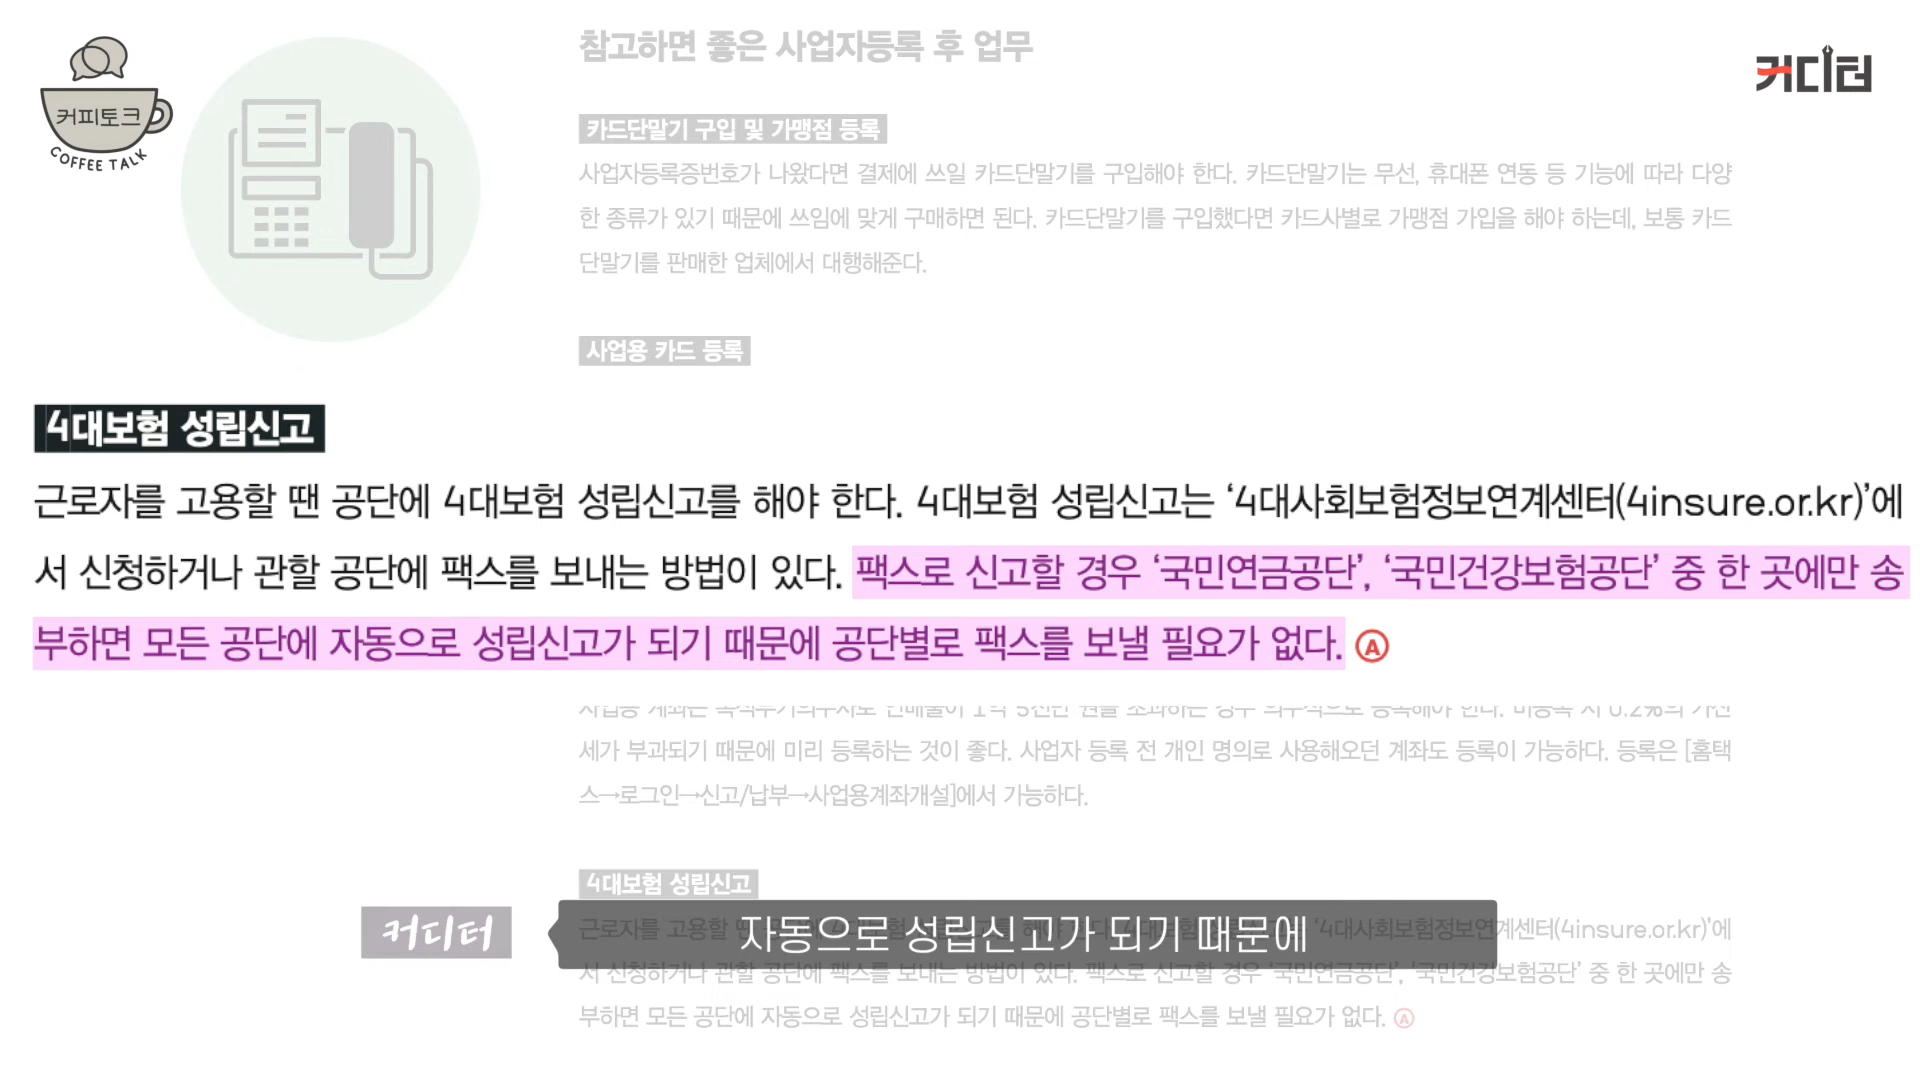 커피토크
COFFEE TALK
커디터
참고하면 좋은 사업자등록 후 업무
카드단말기 구입 및 가맹점 등록
사업자등록증번호가 나왔다면 결제에 쓰일 카드단말기를 구입해야 한다. 카드단말기는 무선, 휴대폰 연동 등 기능에 따라 다양
한 종류가 있기 때문에 쓰임에 맞게 구매하면 된다. 카드단말기를 구입했다면 카드사별로 가맹점 가입을 해야 하는데, 보통 카드
단말기를 판매한 업체에서 대행해준다.
사업용 카드 등록
4대보험 성립신고
근로자를 고용할 땐 공단에 4대보험 성립신고를 해야 한다. 4대보험 성립신고는 ‘4대사회보험정보연계센터(4insure.or.kr)’에
서 신청하거나 관할 공단에 팩스를 보내는 방법이 있다. 팩스로 신고할 경우 ‘국민연금공단’, ‘국민건강보험공단’ 중 한 곳에만 송
부하면 모든 공단에 자동으로 성립신고가 되기 때문에 공단별로 팩스를 보낼 필요가 없다. Ⓐ
세가 부과되기 때문에 미리 등록하는 것이 좋다. 사업자 등록 전 개인 명의로 사용해오던 계좌도 등록이 가능하다. 등록은 [홈택
스→로그인→신고/납부→사업용계좌개설]에서 가능하다.
4대보험 성립신고
근로자를 고용할 땐 ‘4대사회보험정보연계센터(4insure.or.kr)’에
커디터
자동으로 성립신고가 되기 때문에
서 신청하거나 관할 공단에 팩스를 보내는 방법이 있다. 팩스로 신고할 경우 ‘국민연금공단’, ‘국민건강보험공단’ 중 한 곳에만 송
부하면 모든 공단에 자동으로 성립신고가 되기 때문에 공단별로 팩스를 보낼 필요가 없다. Ⓐ